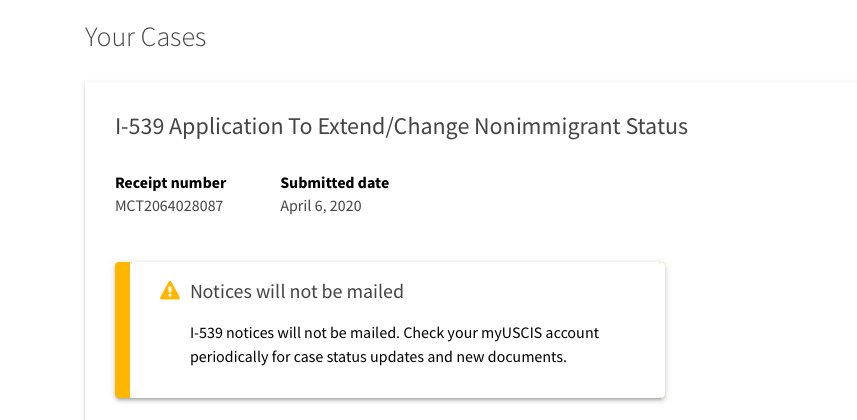 Your Cases
I-539 Application To Extend/Change Nonimmigrant Status
Receipt number
Submitted date
MCT2064028087
April 6, 2020
Notices will not be mailed
I-539 notices will not be mailed. Check your myUSCIS account
periodically for case status updates and new documents.